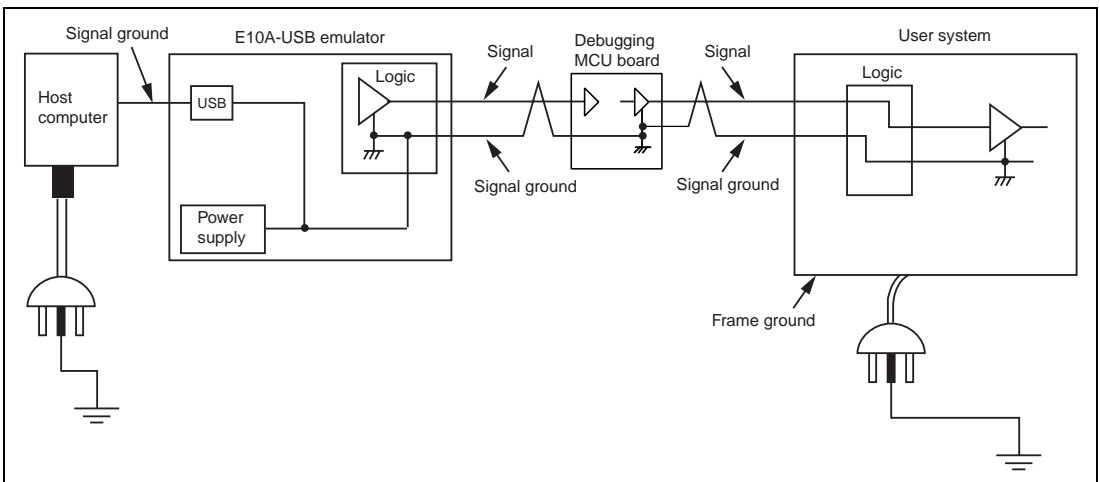 Signal ground
E10A-USB emulator
Signal
Debugging
MCU board
Signal
User system
Host
computer
USB
Logic
Logic
Signal ground
Signal ground
Power
supply
Frame ground